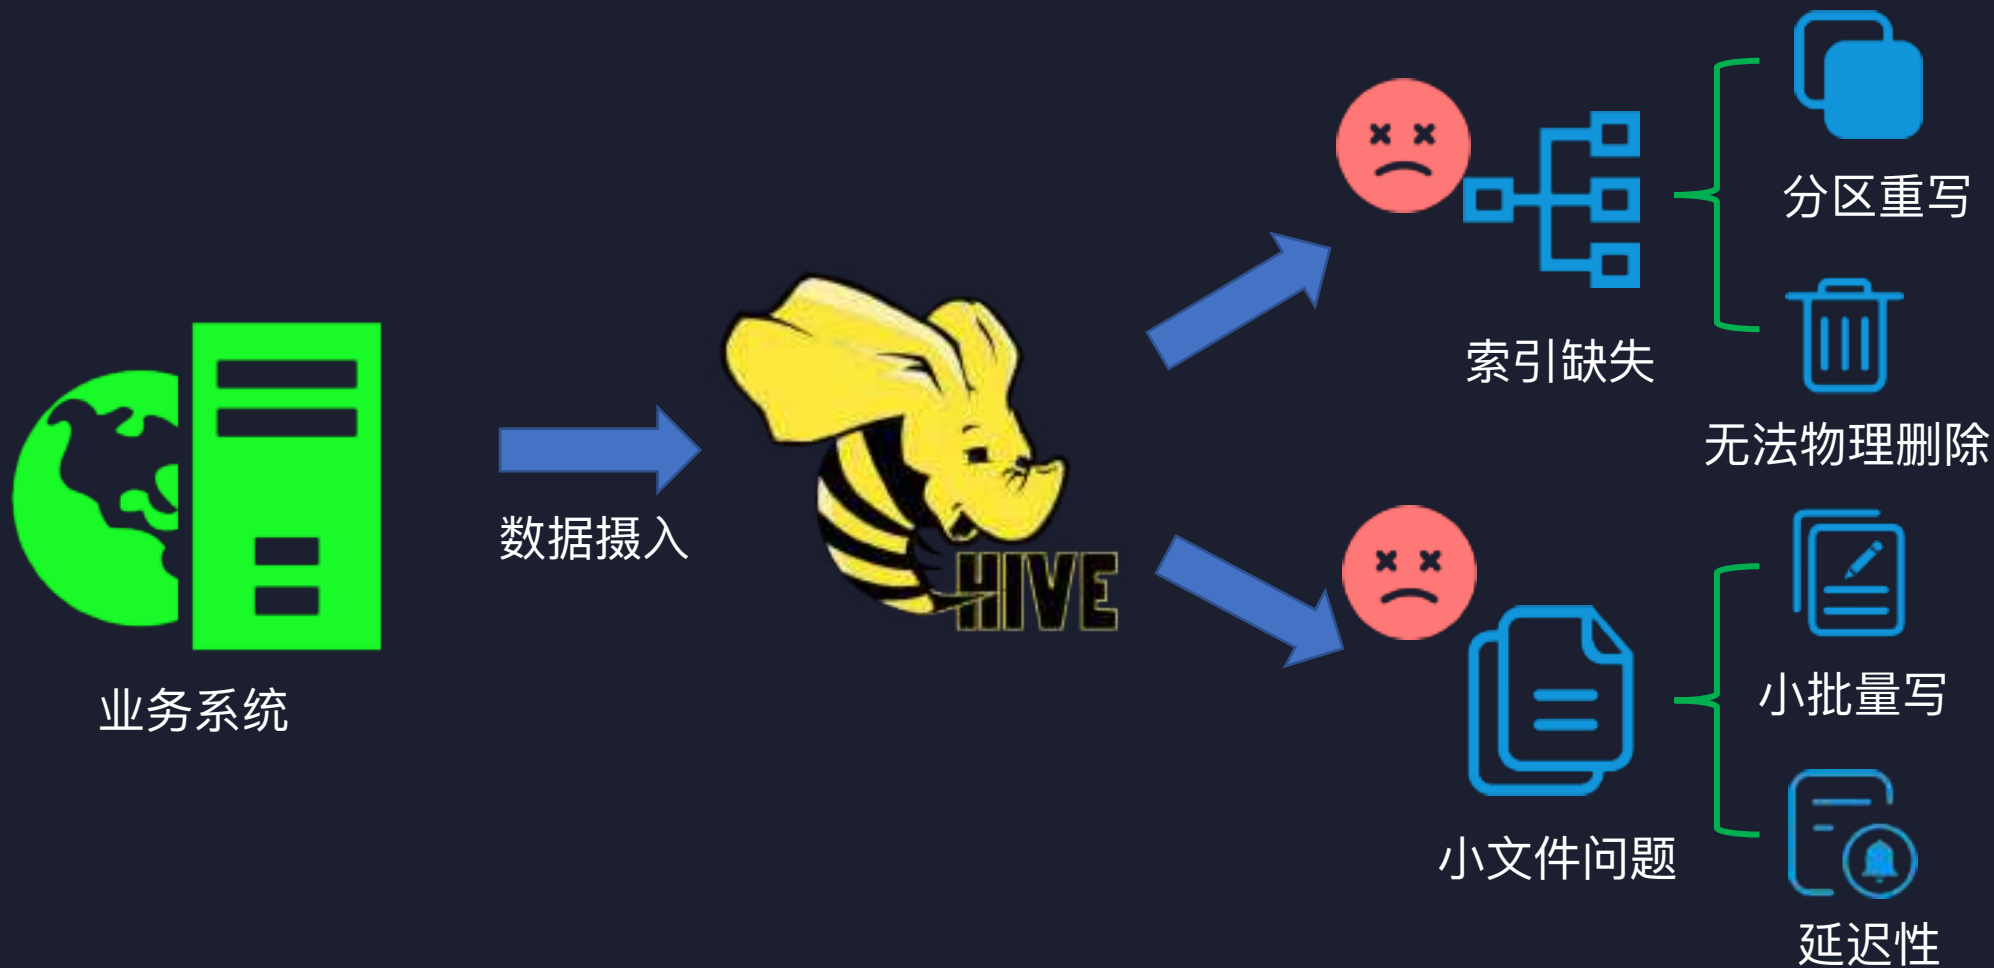 业务系统
数据摄入
HIVE
索引缺失
分区重写
无法物理删除
小文件问题
小批量写
延迟性